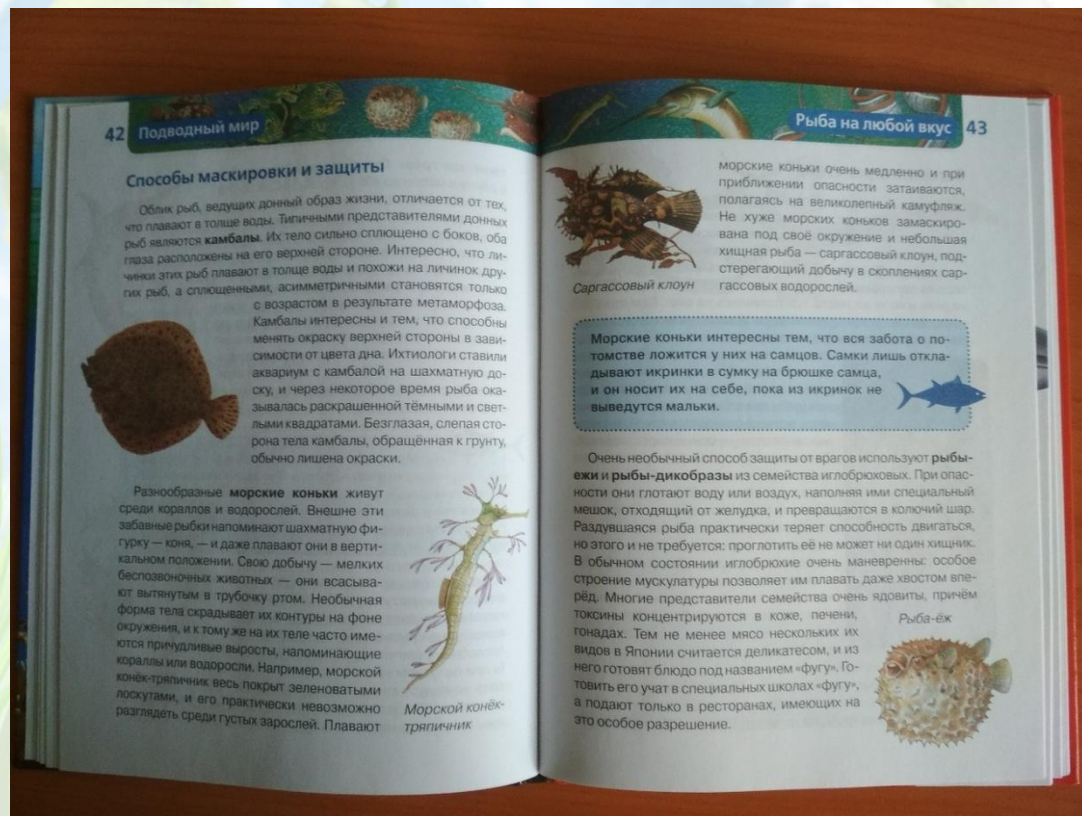 42 Подводный мир
Способы маскировки и защиты
Облик рыб, ведущих донный образ жизни, отличается от тех,
что плавают в толще воды. Типичными представителями донных
рыб являются камбалы. Их тело сильно сплющено с боков, оба
глаза расположены на его верхней стороне. Интересно, что ли-
чинки этих рыб плавают в толще воды и похожи на личинок дру-
гих рыб, а сплющенными, асимметричными становятся только
с возрастом в результате метаморфоза.
Камбалы интересны и тем, что способны
менять окраску верхней стороны в зави-
симости от цвета дна. Ихтиологи ставили
аквариум с камбалой на шахматную до-
ску, и через некоторое время рыба ока-
зывалась раскрашенной тёмными и свет-
лыми квадратами. Безглазая, слепая сто-
рона тела камбалы, обращённая к грунту,
обычно лишена окраски.
Разнообразные морские коньки живут
среди кораллов и водорослей. Внешне эти
забавные рыбки напоминают шахматную фи-
гурку — коня, — и даже плавают они в верти-
кальном положении. Свою добычу — мелких
беспозвоночных животных — они всасыва-
ют вытянутым в трубочку ртом. Необычная
форма тела скрадывает их контуры на фоне
окружения, и к тому же на их теле часто име-
ются причудливые выросты, напоминающие
кораллы или водоросли. Например, морской
конёк-тряпичник весь покрыт зеленоватыми
лоскутами, и его практически невозможно
разглядеть среди густых зарослей. Плавают
Морской конёк-
тряпичник
Рыба на любой вкус 43
морские коньки очень медленно и при
приближении опасности затаиваются,
полагаясь на великолепный камуфляж.
Не хуже морских коньков замаскиро-
вана под своё окружение и небольшая
хищная рыба — саргассовый клоун, под-
стерегающий добычу в скоплениях сар-
гассовых водорослей.
Саргассовый клоун
Морские коньки интересны тем, что вся забота о по-
томстве ложится у них на самцов. Самки лишь откла-
дывают икринки в сумку на брюшке самца,
и он носит их на себе, пока из икринок не
выведутся мальки.
Очень необычный способ защиты от врагов используют рыбы-
ежи и рыбы-дикобразы из семейства иглобрюховых. При опас-
ности они глотают воду или воздух, наполняя ими специальный
мешок, отходящий от желудка, и превращаются в колючий шар.
Раздувшаяся рыба практически теряет способность двигаться,
но этого и не требуется: проглотить её не может ни один хищник.
В обычном состоянии иглобрюхие очень маневренны: особое
строение мускулатуры позволяет им плавать даже хвостом впе-
рёд. Многие представители семейства очень ядовиты, причём
токсины концентрируются в коже, печени,
гонадах. Тем не менее мясо нескольких их
видов в Японии считается деликатесом, и из
него готовят блюдо под названием «фугу». Го-
товить его учат в специальных школах «фугу»,
а подают только в ресторанах, имеющих на
это особое разрешение.
Рыба-ёж